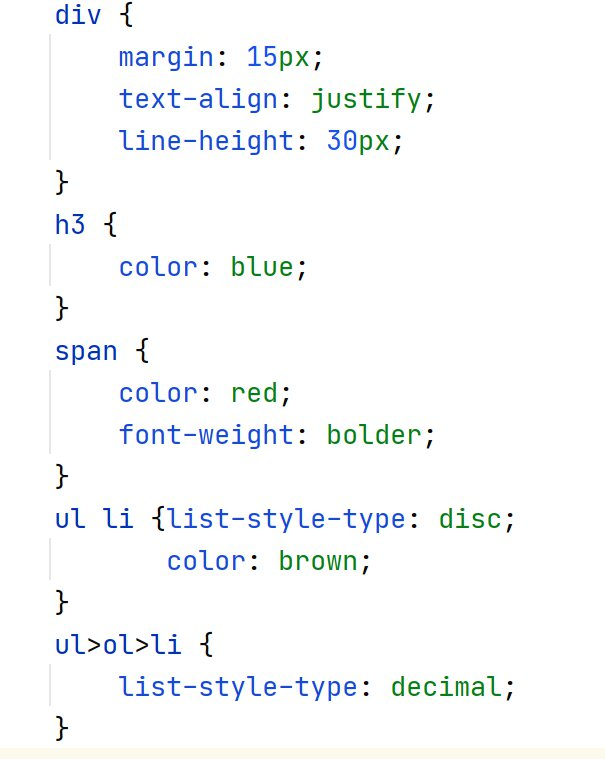 div {
    margin: 15px;
    text-align: justify;
    line-height: 30px;
}
h3 {
    color: blue;
}
span {
    color: red;
    font-weight: bolder;
}
ul li {list-style-type: disc;
       color: brown;
}
ul>ol>li {
    list-style-type: decimal;
}